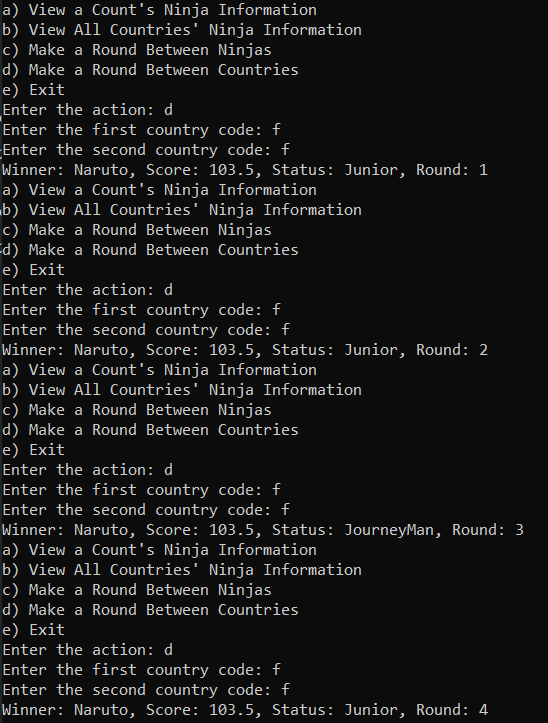 a) View a Count's Ninja Information
b) View All Countries' Ninja Information
c) Make a Round Between Ninjas
d) Make a Round Between Countries
e) Exit
Enter the action: d
Enter the first country code: f
Enter the second country code: f
Winner: Naruto, Score: 103.5, Status: Junior, Round: 1
a) View a Count's Ninja Information
b) View All Countries' Ninja Information
c) Make a Round Between Ninjas
d) Make a Round Between Countries
e) Exit
Enter the action: d
Enter the first country code: f
Enter the second country code: f
Winner: Naruto, Score: 103.5, Status: Junior, Round: 2
a) View a Count's Ninja Information
b) View All Countries' Ninja Information
c) Make a Round Between Ninjas
d) Make a Round Between Countries
e) Exit
Enter the action: d
Enter the first country code: f
Enter the second country code: f
Winner: Naruto, Score: 103.5, Status: JourneyMan, Round: 3
a) View a Count's Ninja Information
b) View All Countries' Ninja Information
c) Make a Round Between Ninjas
d) Make a Round Between Countries
e) Exit
Enter the action: d
Enter the first country code: f
Enter the second country code: f
Winner: Naruto, Score: 103.5, Status: Junior, Round: 4